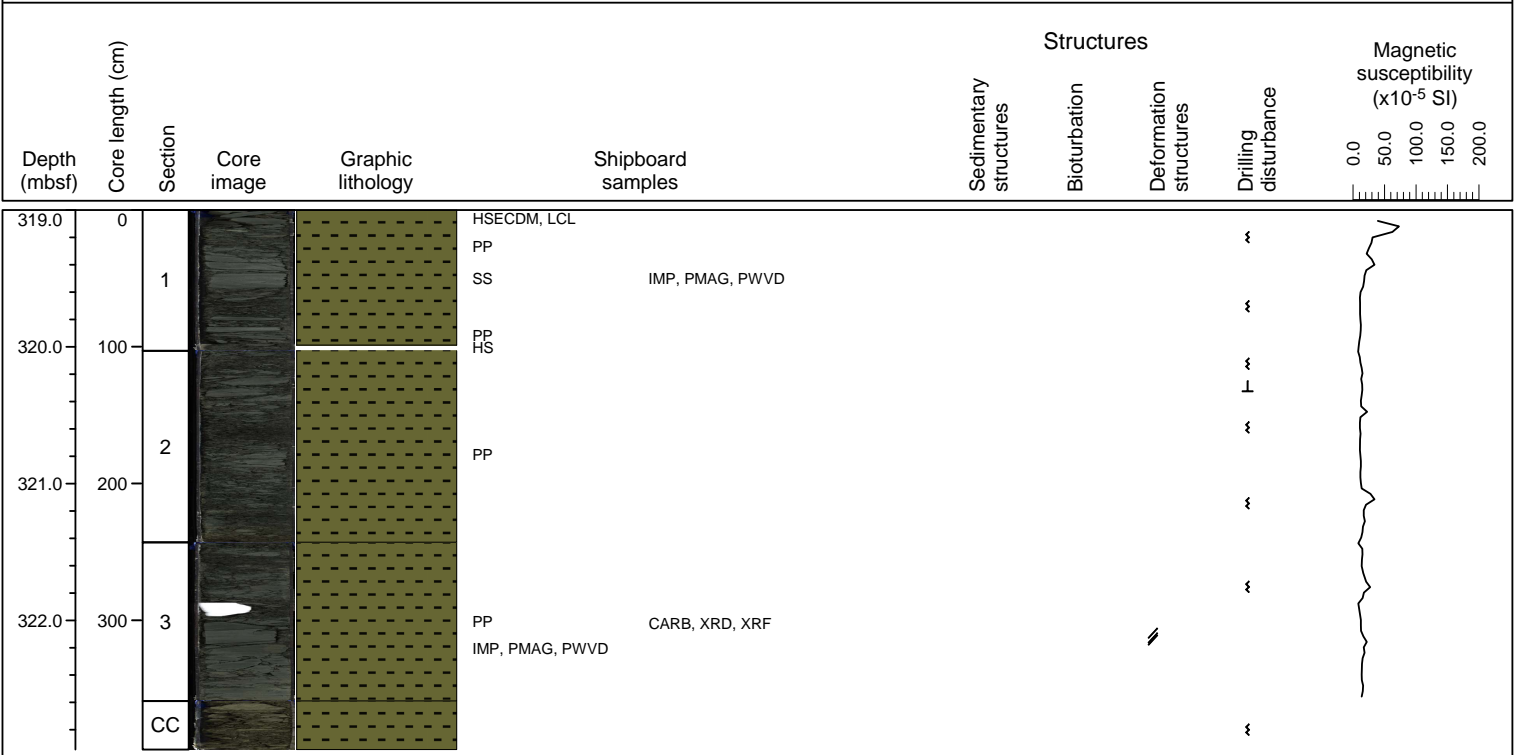 Structures
Depth
(mbsf)
Core length (cm)
Section
Core
image
Graphic
lithology
Shipboard
samples
Sedimentary
structures
Bioturbation
Deformation
structures
Drilling
disturbance
Magnetic
susceptibility
(x10-5 SI)
0.0
50.0
100.0
150.0
200.0
319.0
0
HSECDM, LCL
PP
1
SS
IMP, PMAG, PWVD
PP
320.0
100
HS
2
PP
321.0
200
322.0
300
3
PP
CARB, XRD, XRF
IMP, PMAG, PWVD
CC